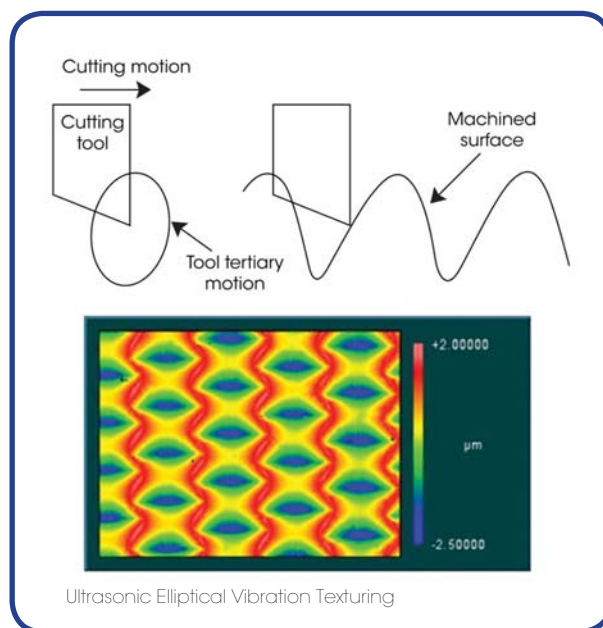 Cutting motion
Cutting
tool
Machined
surface
Tool tertiary
motion
+2.00000
µm
-2.50000
Ultrasonic Elliptical Vibration Texturing